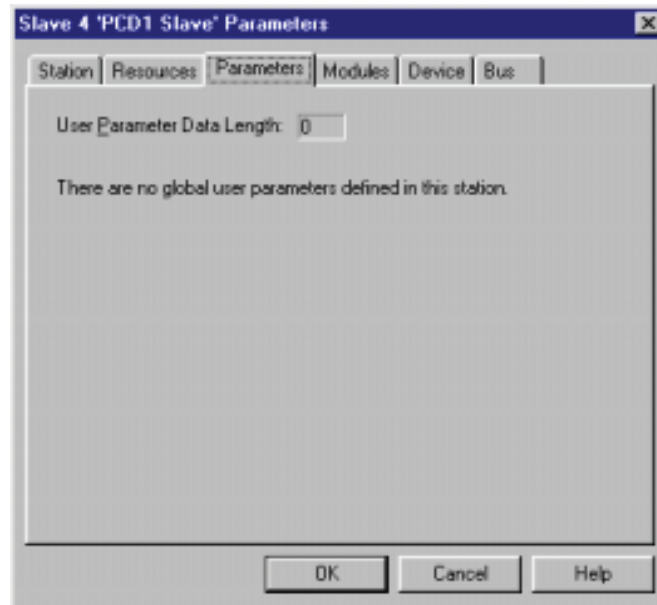 Slave 4 'PCD1 Slave' Parameters
Station Resources Parameters Modules Device Bus
User Parameter Data Length: 0
There are no global user parameters defined in this station.
OK Cancel Help